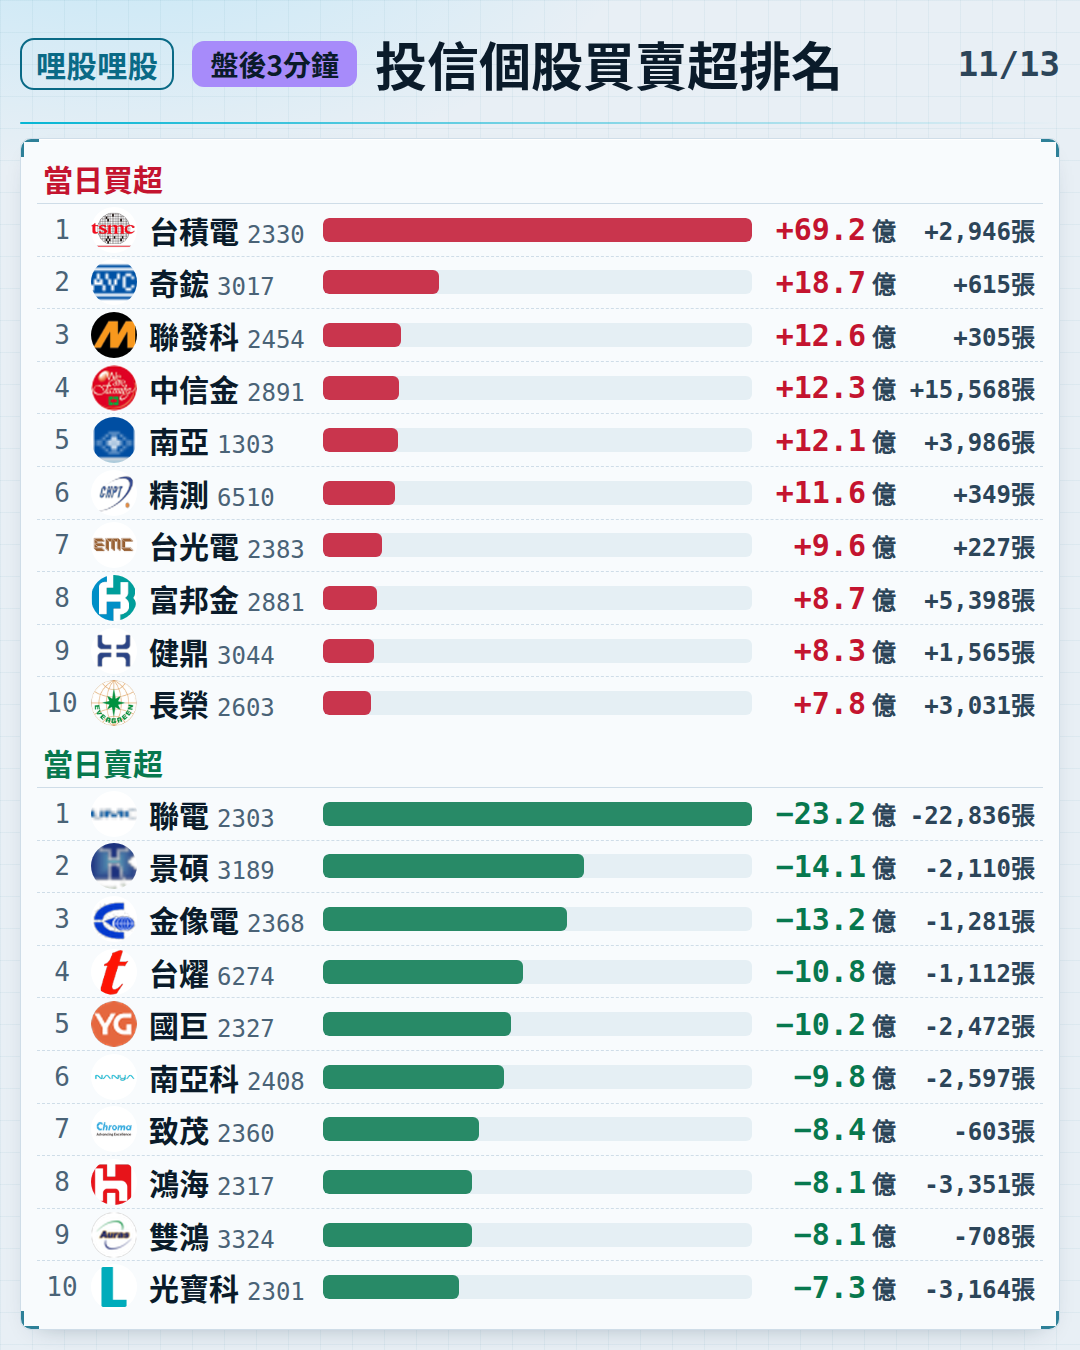 哩股哩股 盤後3分鐘 投信個股買賣超排名 11/13
當日買超
1 tsmc 台積電 2330 +69.2 億 +2,946張
2 AVC 奇鋐 3017 +18.7 億 +615張
3 M 聯發科 2454 +12.6 億 +305張
4 中信金 2891 +12.3 億 +15,568張
5 南亞 1303 +12.1 億 +3,986張
6 CHPT 精測 6510 +11.6 億 +349張
7 EMC 台光電 2383 +9.6 億 +227張
8 富邦金 2881 +8.7 億 +5,398張
9 健鼎 3044 +8.3 億 +1,565張
10 EVERGREEN 長榮 2603 +7.8 億 +3,031張
當日賣超
1 UMC 聯電 2303 −23.2 億 -22,836張
2 景碩 3189 −14.1 億 -2,110張
3 金像電 2368 −13.2 億 -1,281張
4 t 台燿 6274 −10.8 億 -1,112張
5 YG 國巨 2327 −10.2 億 -2,472張
6 NANYA 南亞科 2408 −9.8 億 -2,597張
7 Chroma Advancing Excellence 致茂 2360 −8.4 億 -603張
8 鴻海 2317 −8.1 億 -3,351張
9 Auras 雙鴻 3324 −8.1 億 -708張
10 L 光寶科 2301 −7.3 億 -3,164張